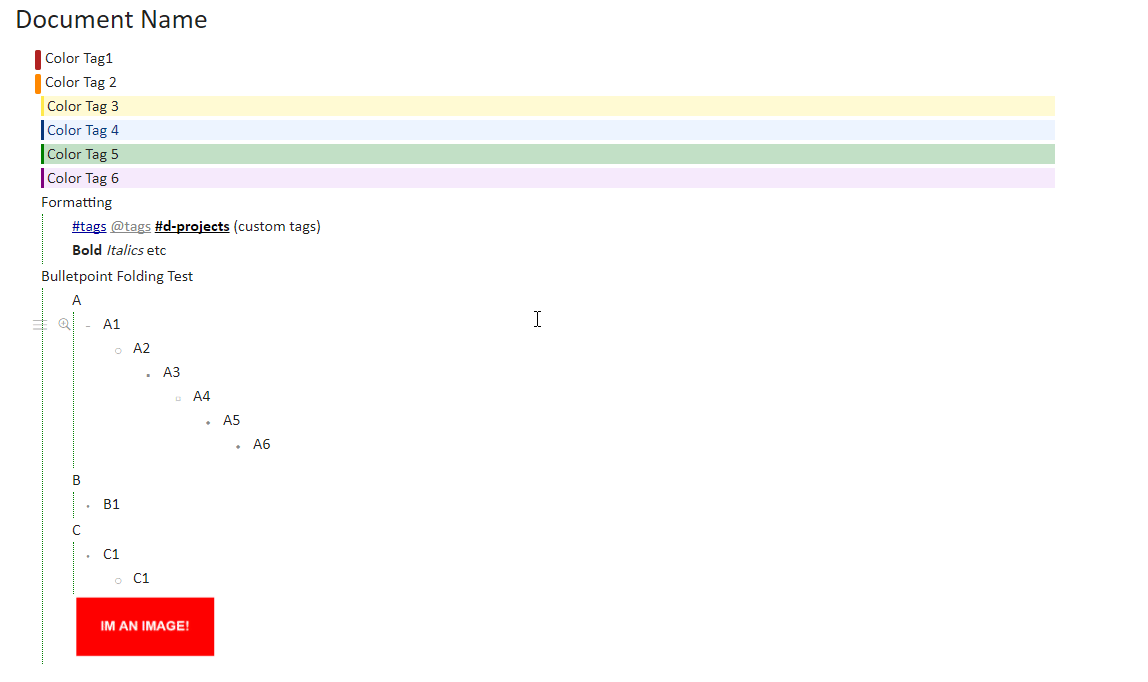 Document Name
Color Tag1
Color Tag 2
Color Tag 3
Color Tag 4
Color Tag 5
Color Tag 6
Formatting
#tags @tags #d-projects (custom tags)
Bold Italics etc
Bulletpoint Folding Test
A
A1
A2
A3
A4
A5
A6
B
B1
C
C1
C1
IM AN IMAGE!